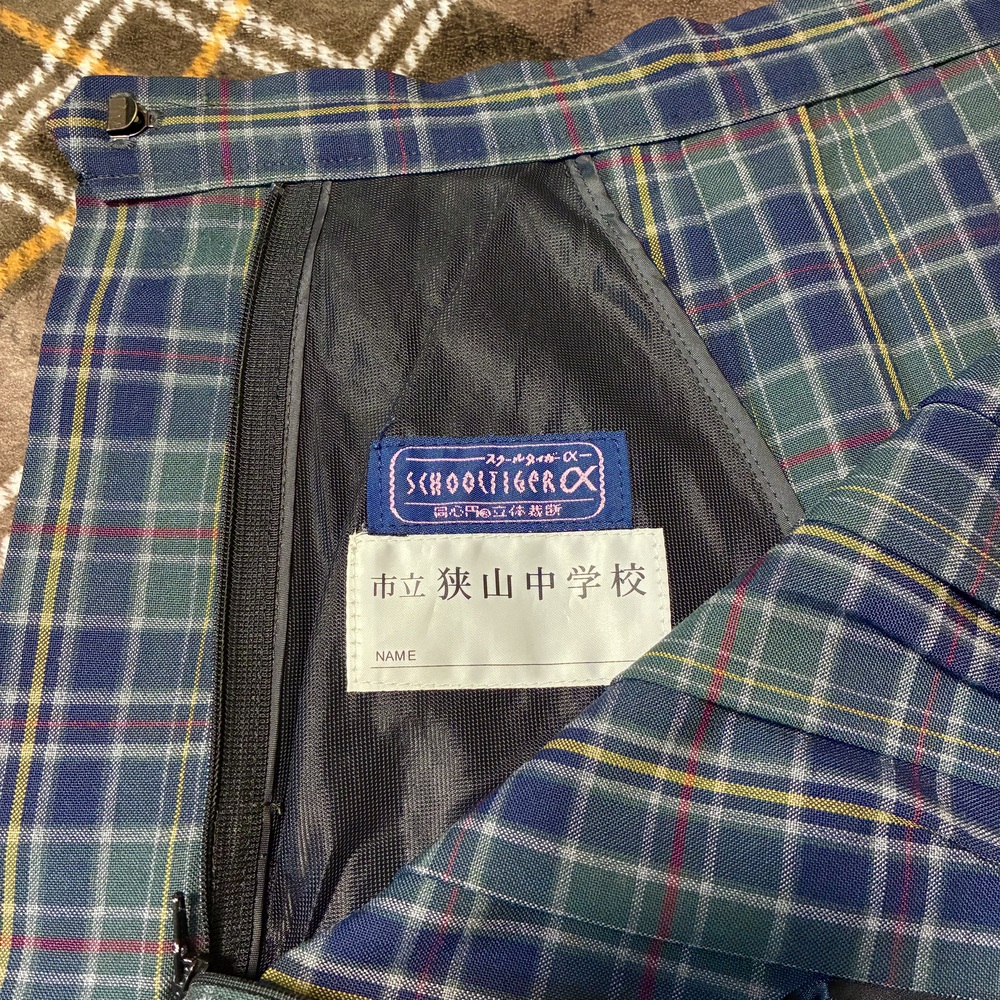 スクールタイガーα
SCHOOLTIGER α
同心円の立体裁断
市立 狭山中学校
NAME